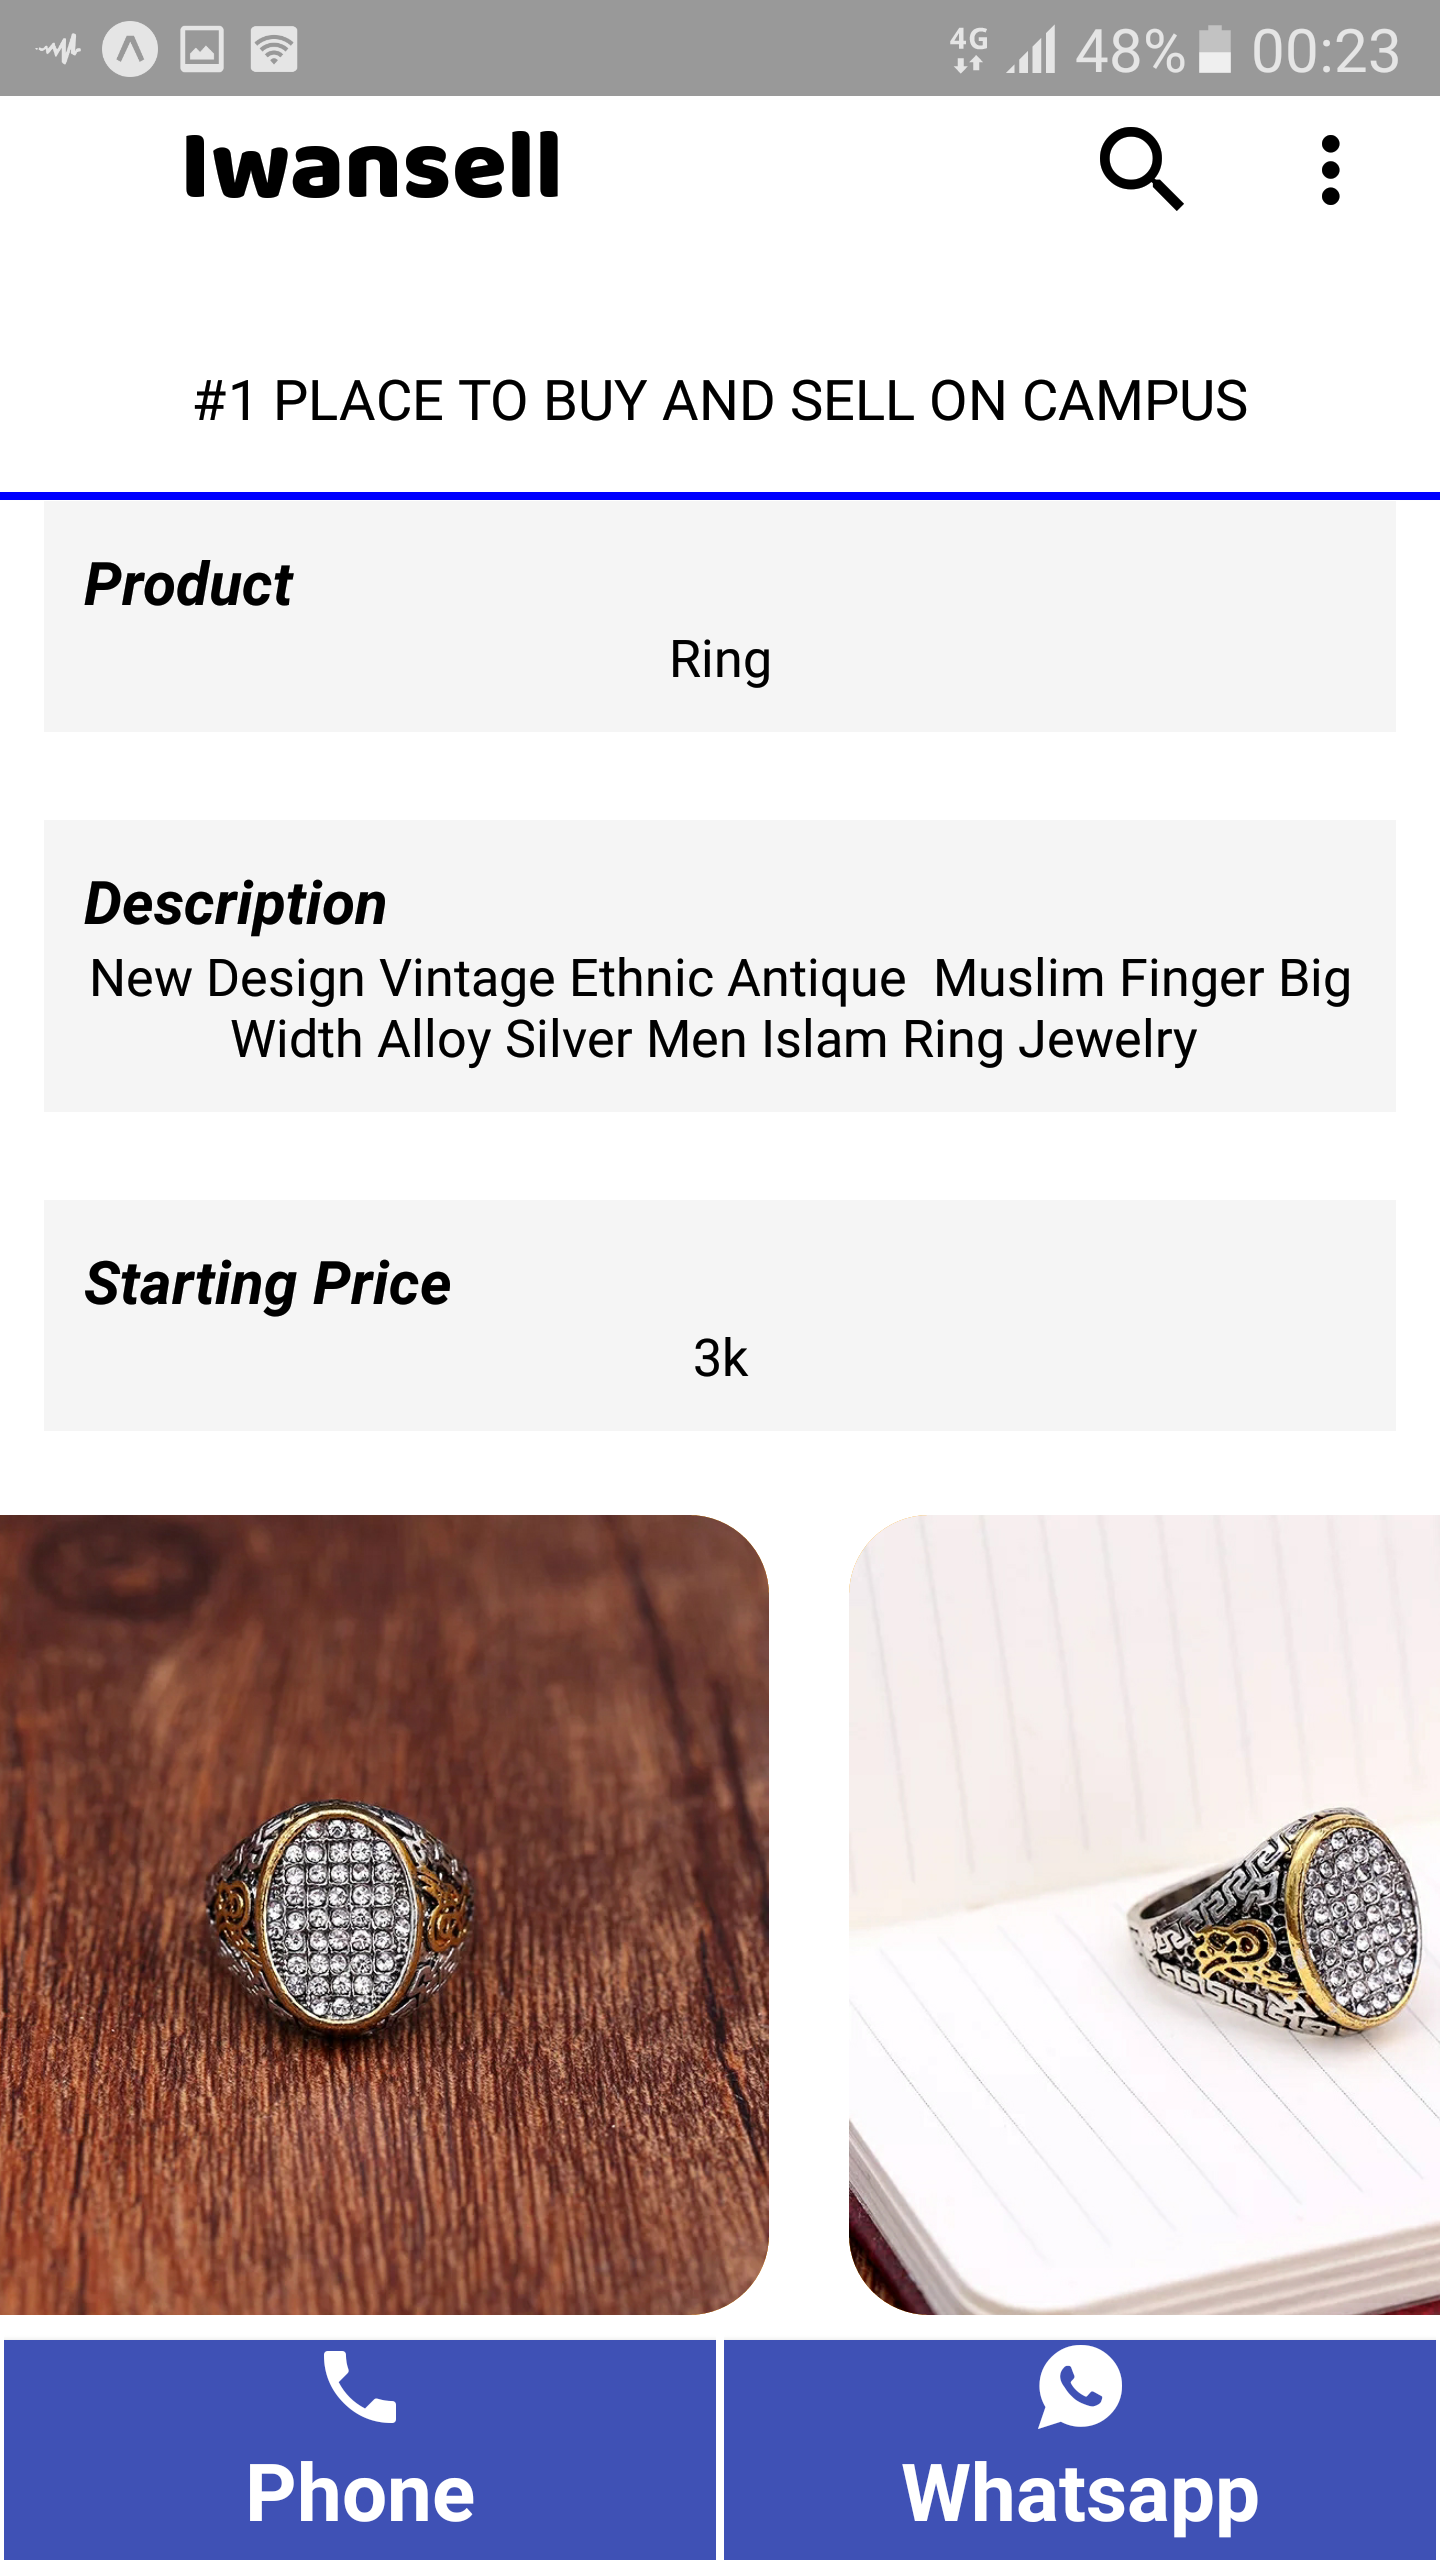 4G 48% 00:23
Iwansell
#1 PLACE TO BUY AND SELL ON CAMPUS
Product
Ring
Description
New Design Vintage Ethnic Antique  Muslim Finger Big
Width Alloy Silver Men Islam Ring Jewelry
Starting Price
3k
Phone
Whatsapp